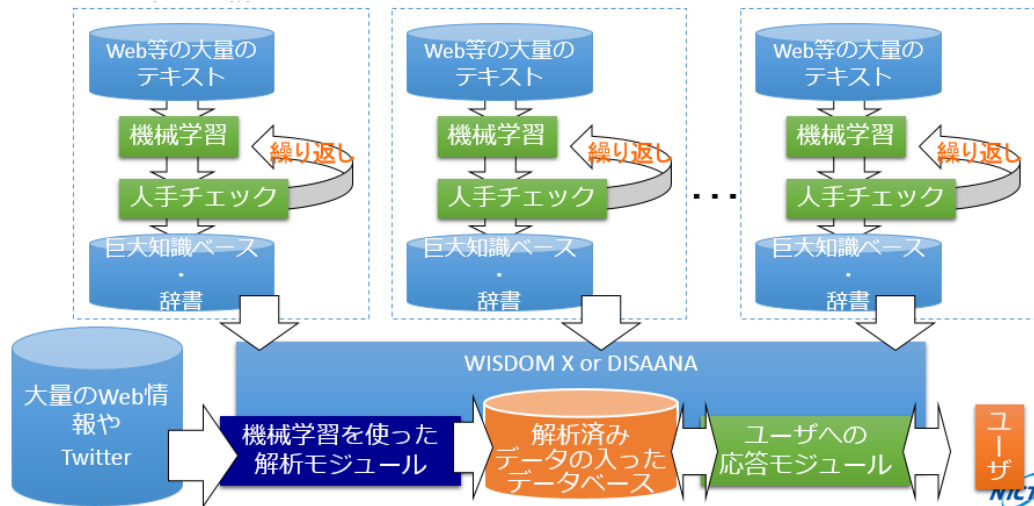 Web等の大量の
テキスト
機械学習
繰り返し
人手チェック
巨大知識ベース
・
辞書
Web等の大量の
テキスト
機械学習
繰り返し
人手チェック
巨大知識ベース
・
辞書
...
Web等の大量の
テキスト
機械学習
繰り返し
人手チェック
巨大知識ベース
・
辞書
WISDOM X or DISAANA
大量のWeb情
報や
Twitter
機械学習を使った
解析モジュール
解析済み
データの入った
データベース
ユーザへの
応答モジュール
ユーザ
NICT